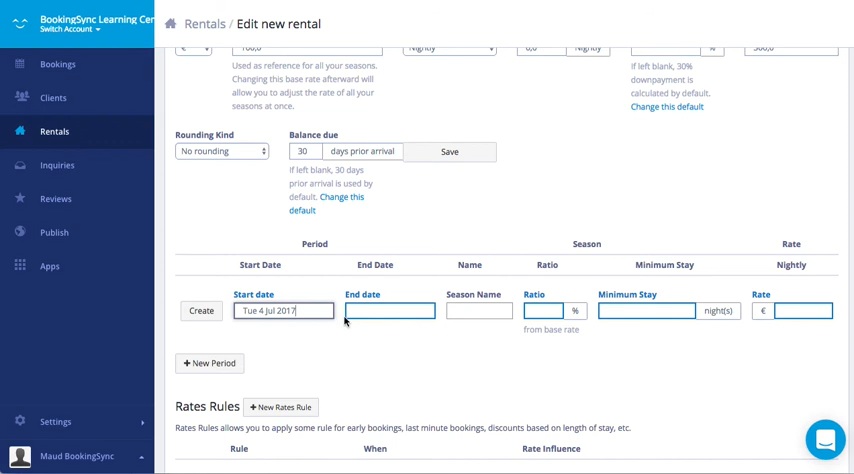 BookingSync Learning Cen
Switch Account
Rentals / Edit new rental
Bookings
Clients
Rentals
Inquiries
Reviews
Publish
Apps
Settings
Maud BookingSync
€ 100,0 Nightly 0,0 Nightly % 500,0
Used as reference for all your seasons.
Changing this base rate afterward will
allow you to adjust the rate of all your
seasons at once.
If left blank, 30%
downpayment is
calculated by default.
Change this default
Rounding Kind Balance due
No rounding 30 days prior arrival Save
If left blank, 30 days
prior arrival is used by
default. Change this
default
Period Season Rate
Start Date End Date Name Ratio Minimum Stay Nightly
Start date End date Season Name Ratio Minimum Stay Rate
Create Tue 4 Jul 2017 % night(s) €
from base rate
+ New Period
Rates Rules + New Rates Rule
Rates Rules allows you to apply some rule for early bookings, last minute bookings, discounts based on length of stay, etc.
Rule When Rate Influence